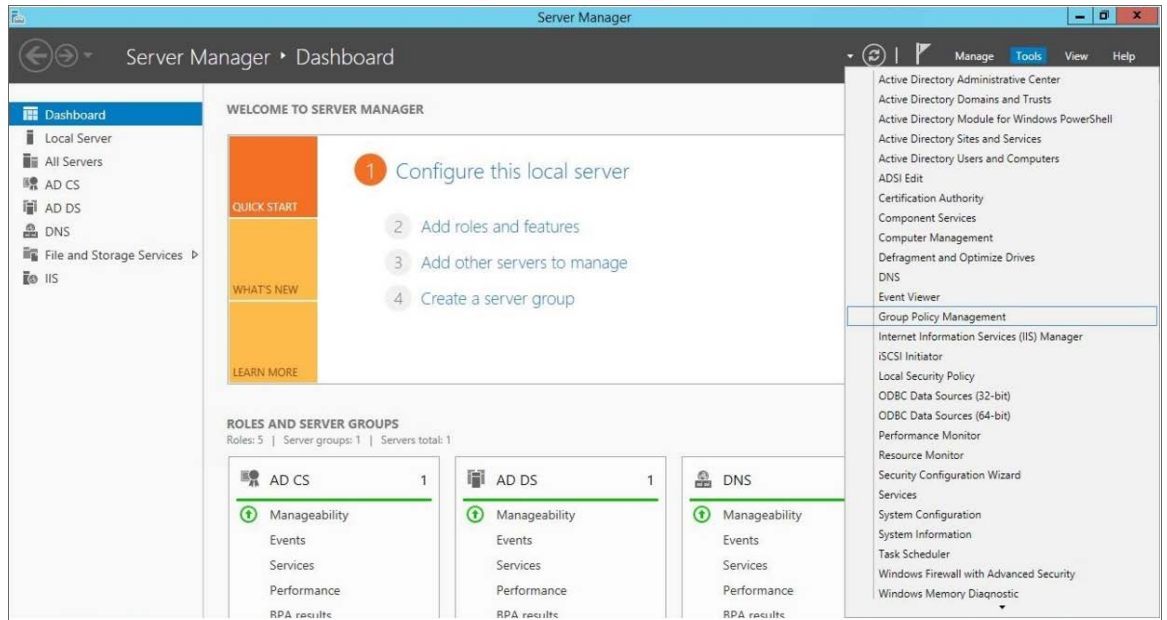 Server Manager
Server Manager • Dashboard
Manage Tools View Help
Dashboard
Local Server
All Servers
AD CS
AD DS
DNS
File and Storage Services
IIS
WELCOME TO SERVER MANAGER
QUICK START
WHAT'S NEW
LEARN MORE
1 Configure this local server
2 Add roles and features
3 Add other servers to manage
4 Create a server group
ROLES AND SERVER GROUPS
Roles: 5 | Server groups: 1 | Servers total: 1
AD CS 1
Manageability
Events
Services
Performance
BPA results
AD DS 1
Manageability
Events
Services
Performance
BPA results
DNS
Manageability
Events
Services
Performance
BPA results
Active Directory Administrative Center
Active Directory Domains and Trusts
Active Directory Module for Windows PowerShell
Active Directory Sites and Services
Active Directory Users and Computers
ADSI Edit
Certification Authority
Component Services
Computer Management
Defragment and Optimize Drives
DNS
Event Viewer
Group Policy Management
Internet Information Services (IIS) Manager
iSCSI Initiator
Local Security Policy
ODBC Data Sources (32-bit)
ODBC Data Sources (64-bit)
Performance Monitor
Resource Monitor
Security Configuration Wizard
Services
System Configuration
System Information
Task Scheduler
Windows Firewall with Advanced Security
Windows Memory Diagnostic